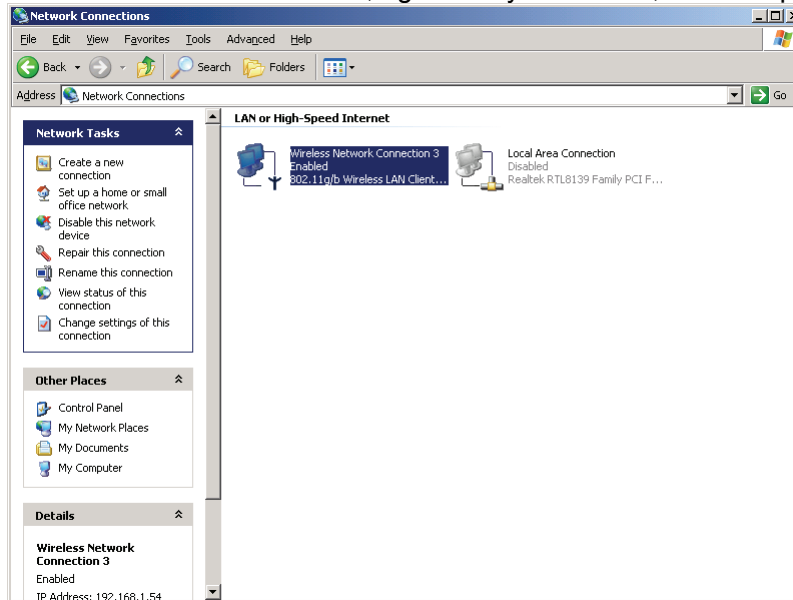 Network Connections
File Edit View Favorites Tools Advanced Help
Back Search Folders
Address Network Connections Go
Network Tasks
Create a new
connection
Set up a home or small
office network
Disable this network
device
Repair this connection
Rename this connection
View status of this
connection
Change settings of this
connection
Other Places
Control Panel
My Network Places
My Documents
My Computer
Details
Wireless Network
Connection 3
Enabled
IP Address: 192.168.1.54
LAN or High-Speed Internet
Wireless Network Connection 3
Enabled
802.11g/b Wireless LAN Client...
Local Area Connection
Disabled
Realtek RTL8139 Family PCI F...